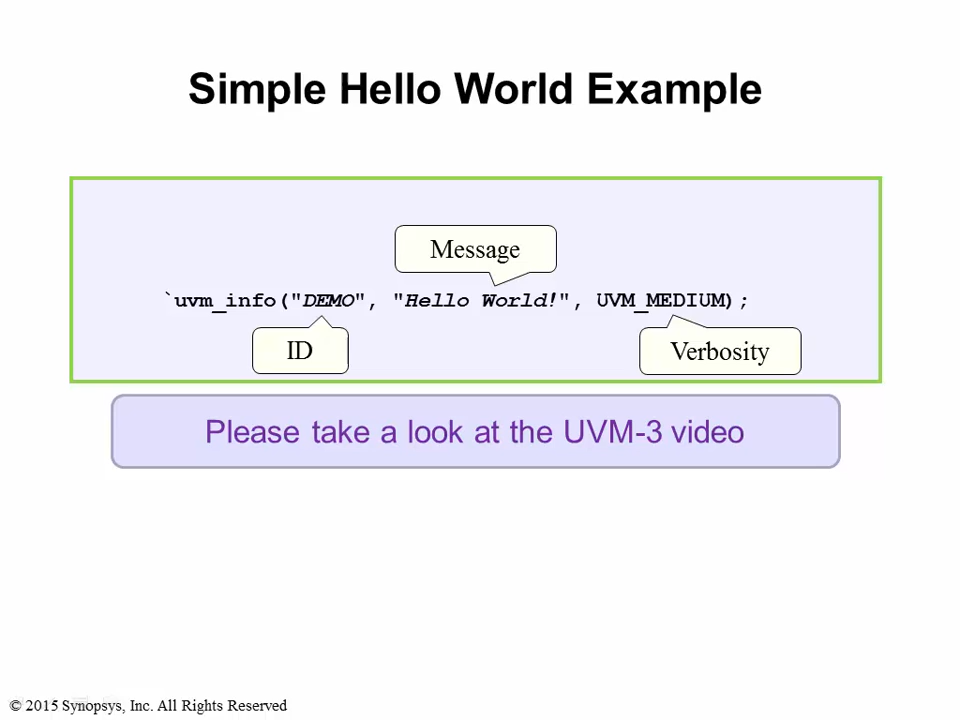 Simple Hello World Example
Message
`uvm_info("DEMO", "Hello World!", UVM_MEDIUM);
ID
Verbosity
Please take a look at the UVM-3 video
© 2015 Synopsys, Inc. All Rights Reserved